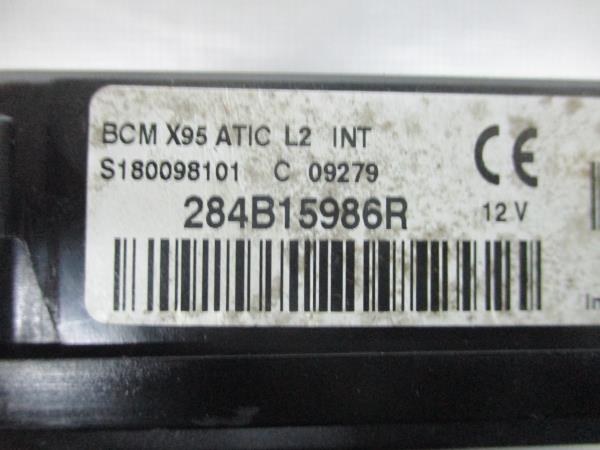 BCM X95 ATIC L2 INT
S180098101 C 09279
CE
284B15986R
12 V